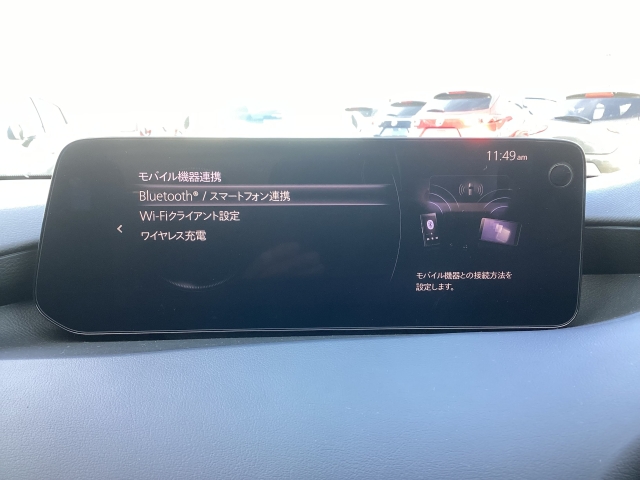 11:49 am
モバイル機器連携
Bluetooth® / スマートフォン連携
Wi-Fiクライアント設定
ワイヤレス充電
モバイル機器との接続方法を
設定します。